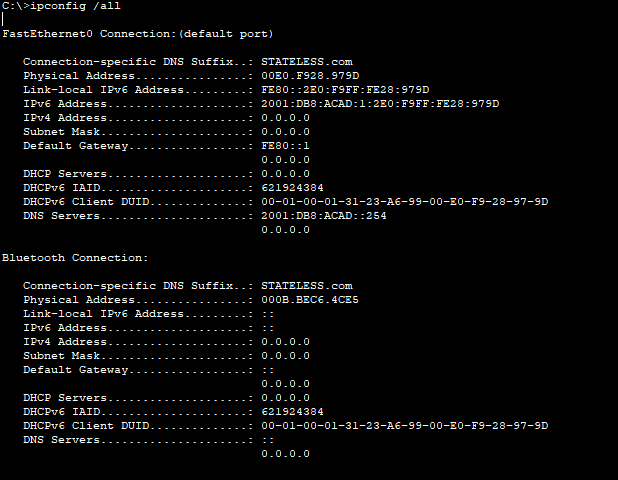 C:\>ipconfig /all
FastEthernet0 Connection:(default port)
Connection-specific DNS Suffix..: STATELESS.com
Physical Address................: 00E0.F928.979D
Link-local IPv6 Address.........: FE80::2E0:F9FF:FE28:979D
IPv6 Address....................: 2001:DB8:ACAD:1:2E0:F9FF:FE28:979D
IPv4 Address....................: 0.0.0.0
Subnet Mask.....................: 0.0.0.0
Default Gateway.................: FE80::1
0.0.0.0
DHCP Servers....................: 0.0.0.0
DHCPv6 IAID.....................: 621924384
DHCPv6 Client DUID..............: 00-01-00-01-31-23-A6-99-00-E0-F9-28-97-9D
DNS Servers.....................: 2001:DB8:ACAD::254
0.0.0.0
Bluetooth Connection:
Connection-specific DNS Suffix..: STATELESS.com
Physical Address................: 000B.BEC6.4CE5
Link-local IPv6 Address.........: ::
IPv6 Address....................: ::
IPv4 Address....................: 0.0.0.0
Subnet Mask.....................: 0.0.0.0
Default Gateway.................: ::
0.0.0.0
DHCP Servers....................: 0.0.0.0
DHCPv6 IAID.....................: 621924384
DHCPv6 Client DUID..............: 00-01-00-01-31-23-A6-99-00-E0-F9-28-97-9D
DNS Servers.....................: ::
0.0.0.0